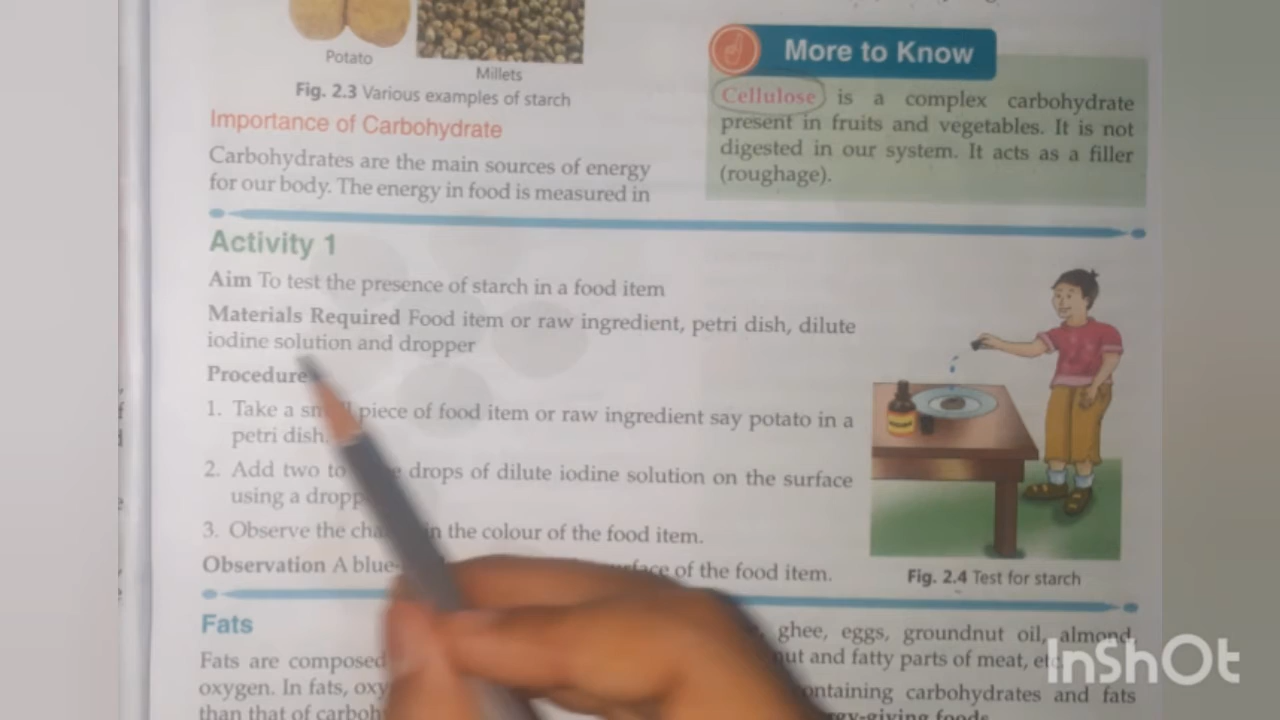 Potato
Millets
Fig. 2.3 Various examples of starch
Importance of Carbohydrate
Carbohydrates are the main sources of energy
for our body. The energy in food is measured in
More to Know
Cellulose is a complex carbohydrate
present in fruits and vegetables. It is not
digested in our system. It acts as a filler
(roughage).
Activity 1
Aim To test the presence of starch in a food item
Materials Required Food item or raw ingredient, petri dish, dilute
iodine solution and dropper
Procedure
1. Take a small piece of food item or raw ingredient say potato in a
petri dish.
2. Add two to drops of dilute iodine solution on the surface
using a
3. Observe the in the colour of the food item.
Observation A blue- of the food item.
Fig. 2.4 Test for starch
Fats
Fats are composed
oxygen. In fats,
than that of
ghee, eggs, groundnut oil, almond,
and fatty parts of meat,
containing carbohydrates and fats
foods.
InShOt